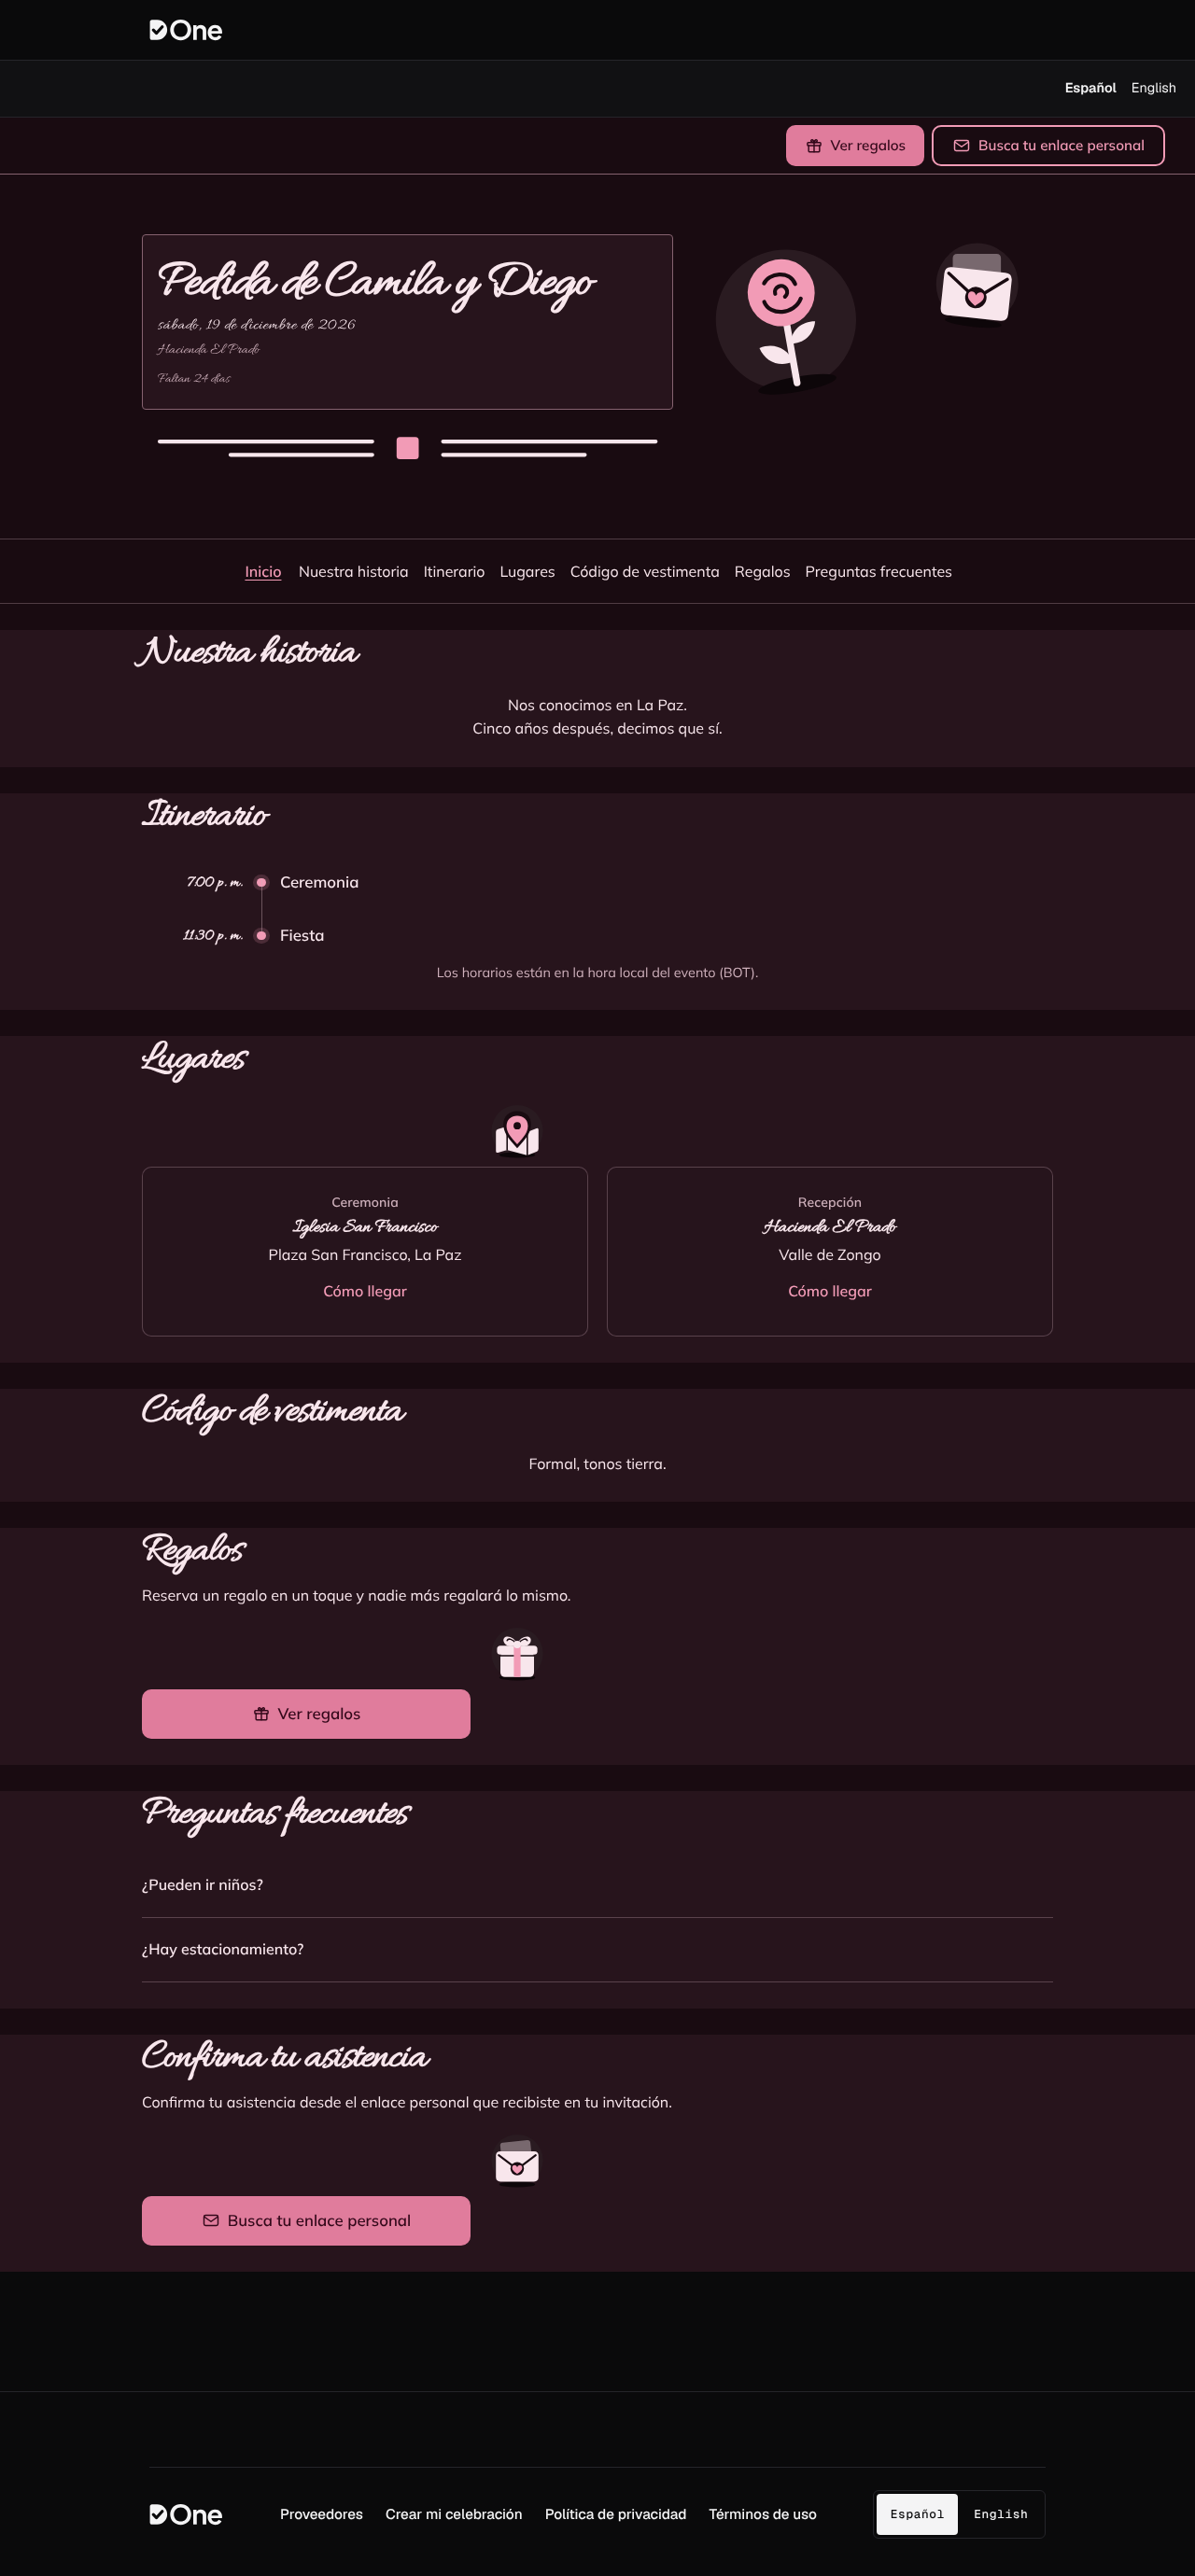 One
Español English
Ver regalos Busca tu enlace personal
Pedida de Camila y Diego
sábado, 19 de diciembre de 2026
Hacienda El Prado
Faltan 24 días
Inicio Nuestra historia Itinerario Lugares Código de vestimenta Regalos Preguntas frecuentes
Nuestra historia
Nos conocimos en La Paz.
Cinco años después, decimos que sí.
Itinerario
7:00 p. m. Ceremonia
11:30 p. m. Fiesta
Los horarios están en la hora local del evento (BOT).
Lugares
Ceremonia
Iglesia San Francisco
Plaza San Francisco, La Paz
Cómo llegar
Recepción
Hacienda El Prado
Valle de Zongo
Cómo llegar
Código de vestimenta
Formal, tonos tierra.
Regalos
Reserva un regalo en un toque y nadie más regalará lo mismo.
Ver regalos
Preguntas frecuentes
¿Pueden ir niños?
¿Hay estacionamiento?
Confirma tu asistencia
Confirma tu asistencia desde el enlace personal que recibiste en tu invitación.
Busca tu enlace personal
One Proveedores Crear mi celebración Política de privacidad Términos de uso Español English